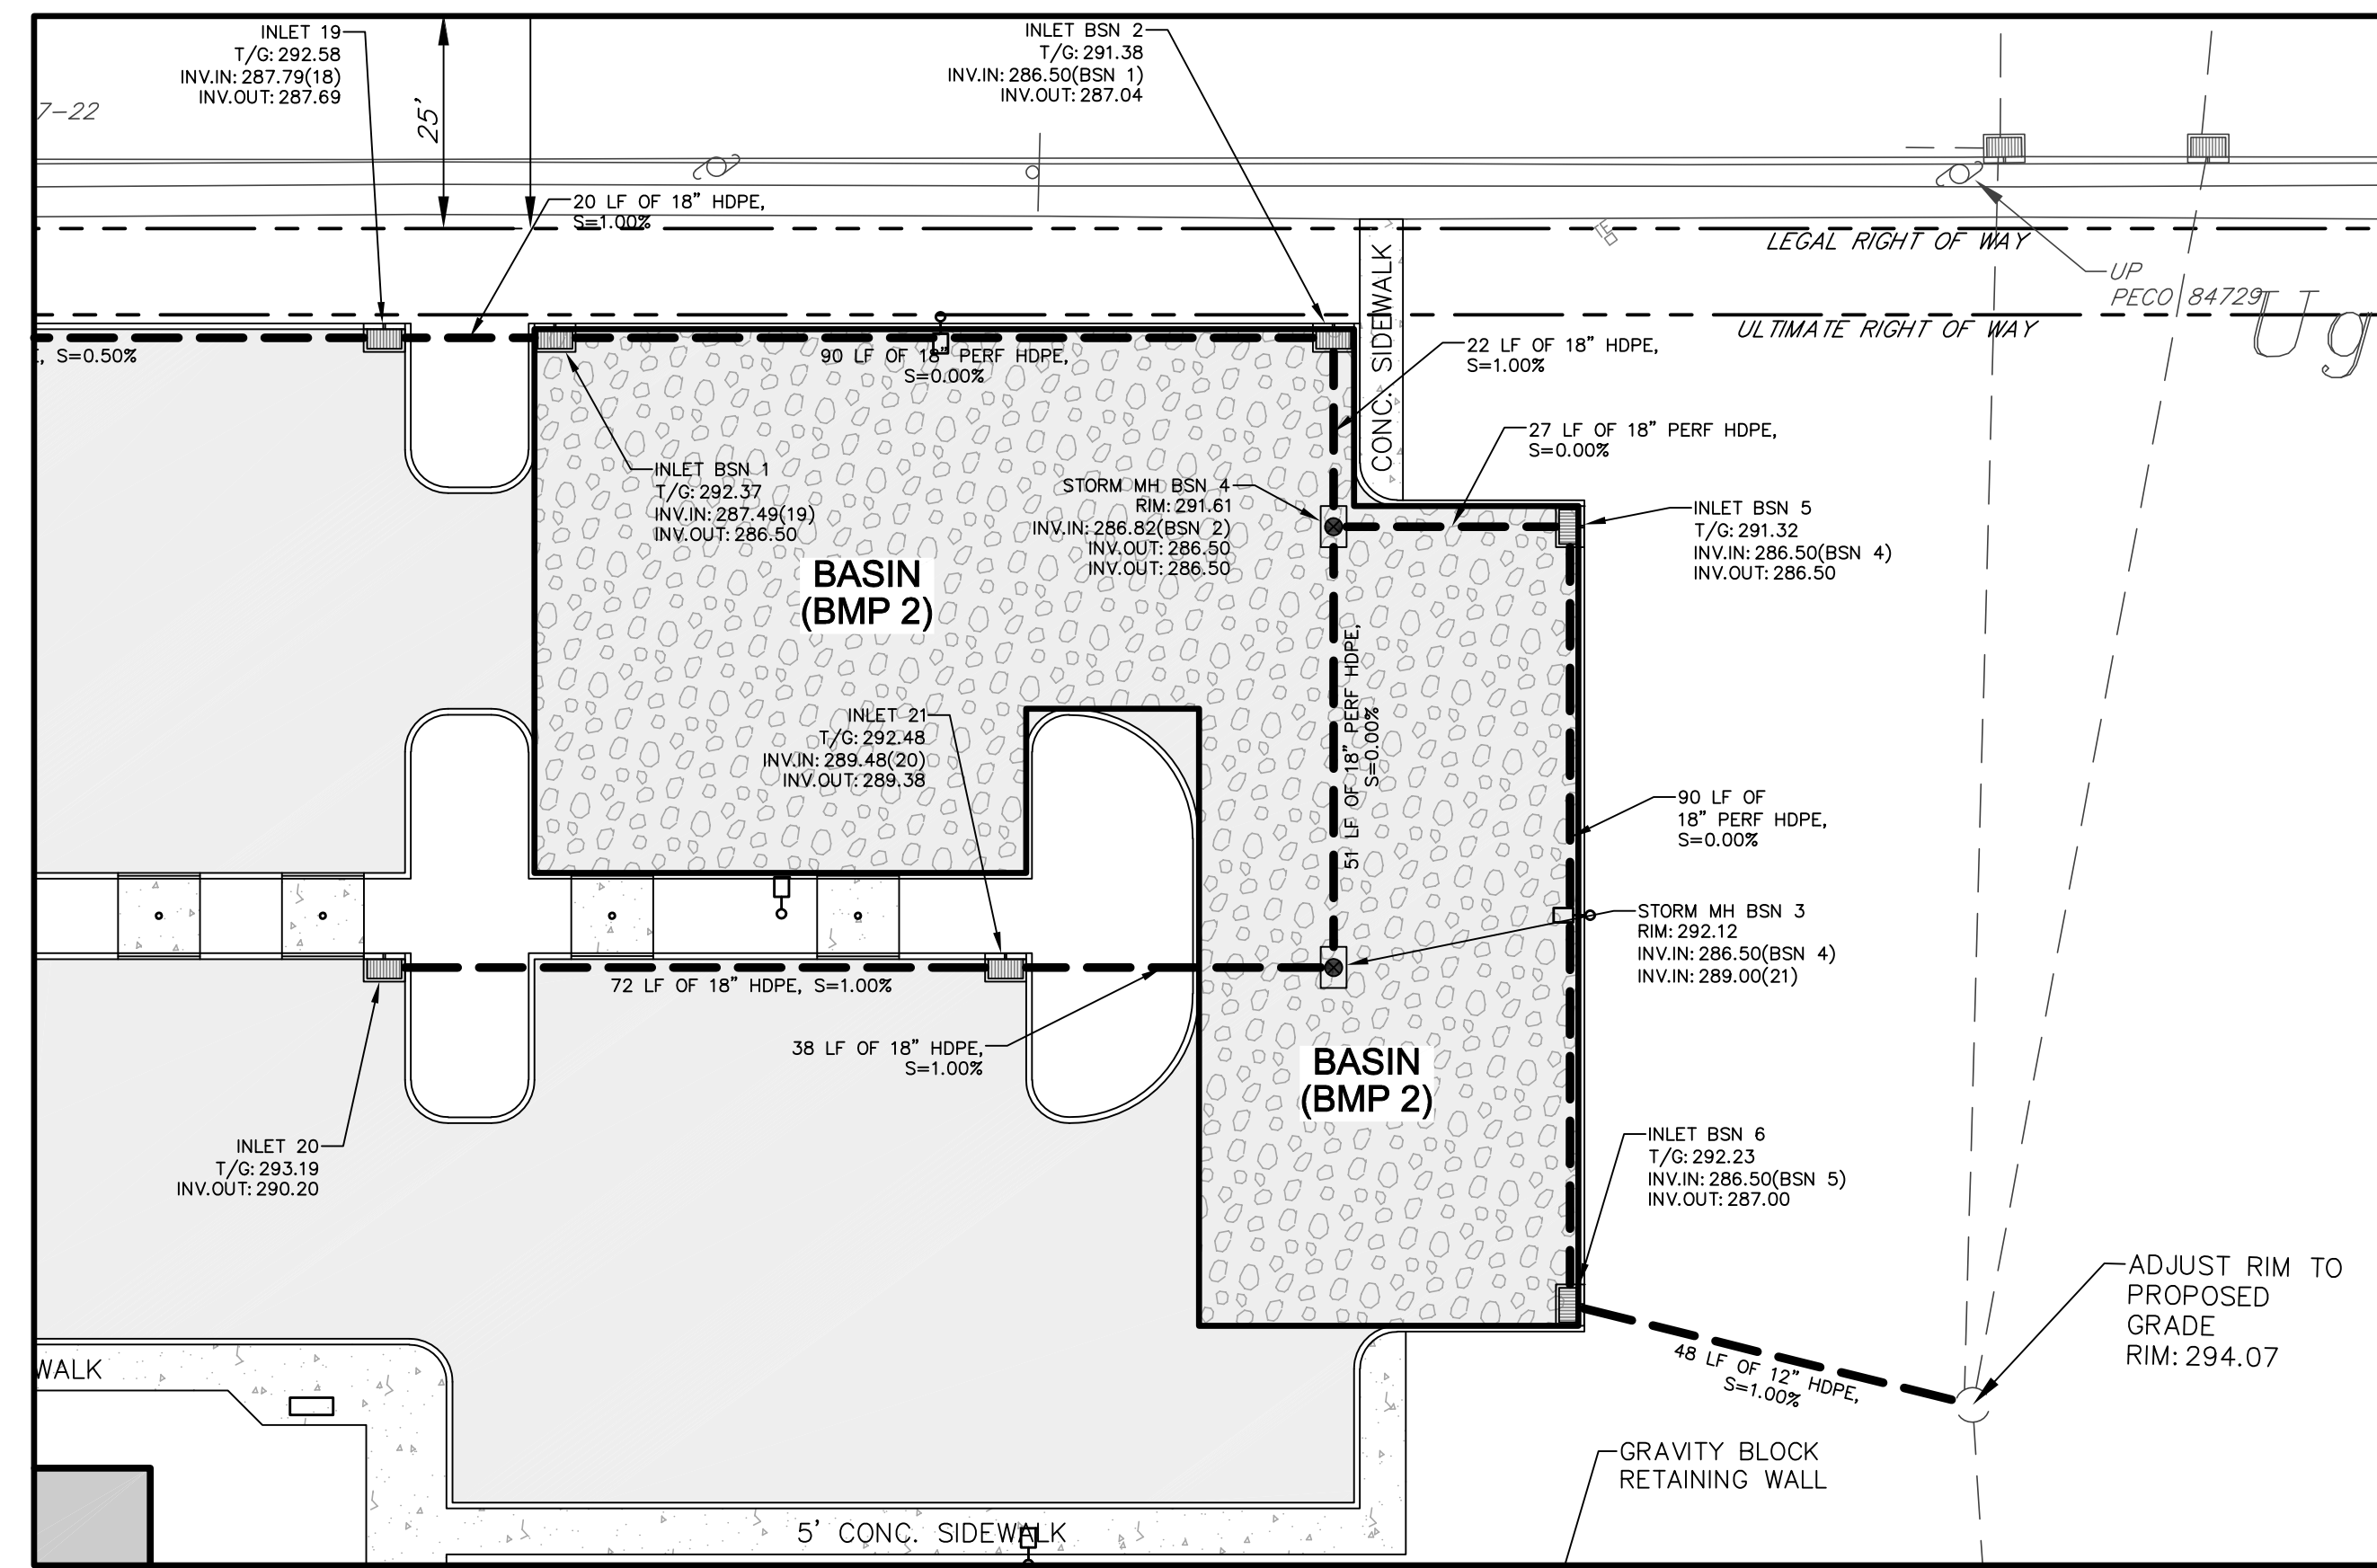 INLET 19
T/G: 292.58
INV.IN: 287.79(18)
INV.OUT: 287.69
7-22
25'
INLET BSN 2
T/G: 291.38
INV.IN: 286.50(BSN 1)
INV.OUT: 287.04
20 LF OF 18" HDPE,
S=1.00%
LEGAL RIGHT OF WAY
UP
PECO 84729
Ug
ULTIMATE RIGHT OF WAY
, S=0.50%
90 LF OF 18" PERF HDPE,
S=0.00%
CONC. SIDEWALK
22 LF OF 18" HDPE,
S=1.00%
27 LF OF 18" PERF HDPE,
S=0.00%
INLET BSN 1
T/G: 292.37
INV.IN: 287.49(19)
INV.OUT: 286.50
STORM MH BSN 4
RIM: 291.61
INV.IN: 286.82(BSN 2)
INV.OUT: 286.50
INV.OUT: 286.50
INLET BSN 5
T/G: 291.32
INV.IN: 286.50(BSN 4)
INV.OUT: 286.50
BASIN
(BMP 2)
51 LF OF 18" PERF HDPE,
S=0.00%
INLET 21
T/G: 292.48
INV.IN: 289.48(20)
INV.OUT: 289.38
90 LF OF
18" PERF HDPE,
S=0.00%
STORM MH BSN 3
RIM: 292.12
INV.IN: 286.50(BSN 4)
INV.IN: 289.00(21)
72 LF OF 18" HDPE, S=1.00%
38 LF OF 18" HDPE,
S=1.00%
BASIN
(BMP 2)
INLET 20
T/G: 293.19
INV.OUT: 290.20
INLET BSN 6
T/G: 292.23
INV.IN: 286.50(BSN 5)
INV.OUT: 287.00
ADJUST RIM TO
PROPOSED
GRADE
RIM: 294.07
48 LF OF 12" HDPE,
S=1.00%
WALK
GRAVITY BLOCK
RETAINING WALL
5' CONC. SIDEWALK